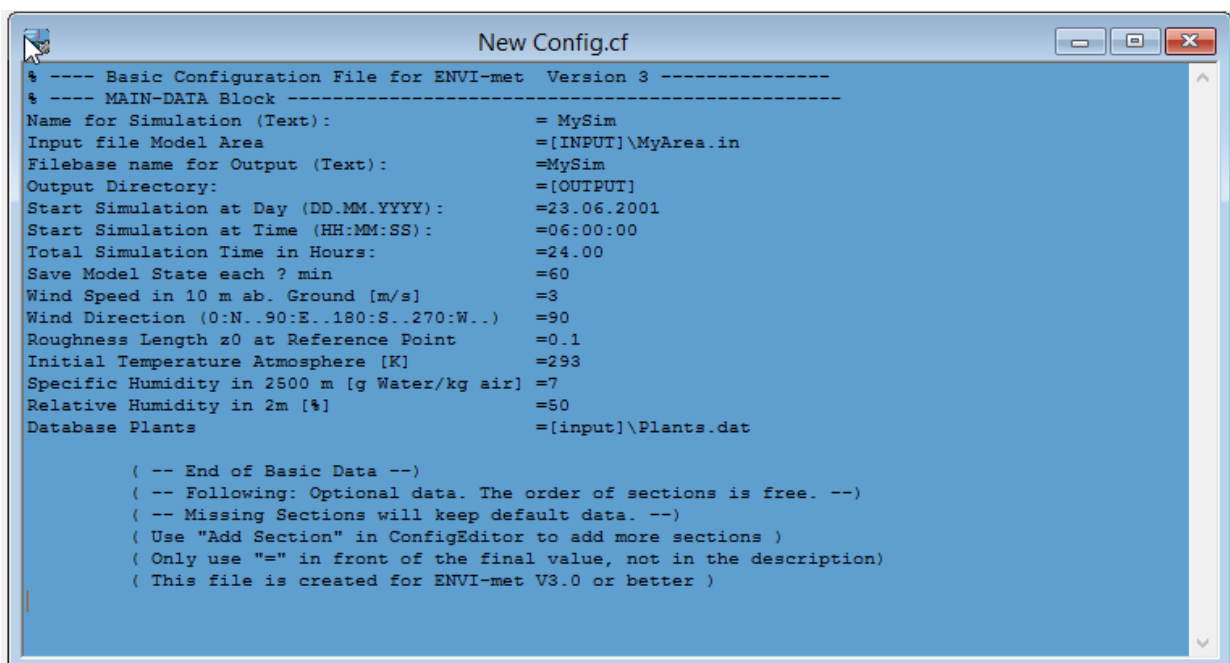 New Config.cf
% ---- Basic Configuration File for ENVI-met  Version 3 ---------------
% ---- MAIN-DATA Block -------------------------------------------------
Name for Simulation (Text):                  = MySim
Input file Model Area                        =[INPUT]\MyArea.in
Filebase name for Output (Text):             =MySim
Output Directory:                            =[OUTPUT]
Start Simulation at Day (DD.MM.YYYY):        =23.06.2001
Start Simulation at Time (HH:MM:SS):         =06:00:00
Total Simulation Time in Hours:              =24.00
Save Model State each ? min                  =60
Wind Speed in 10 m ab. Ground [m/s]          =3
Wind Direction (0:N..90:E..180:S..270:W..)   =90
Roughness Length z0 at Reference Point       =0.1
Initial Temperature Atmosphere [K]           =293
Specific Humidity in 2500 m [g Water/kg air] =7
Relative Humidity in 2m [%]                  =50
Database Plants                              =[input]\Plants.dat
( -- End of Basic Data --)
( -- Following: Optional data. The order of sections is free. --)
( -- Missing Sections will keep default data. --)
( Use "Add Section" in ConfigEditor to add more sections )
( Only use "=" in front of the final value, not in the description)
( This file is created for ENVI-met V3.0 or better )